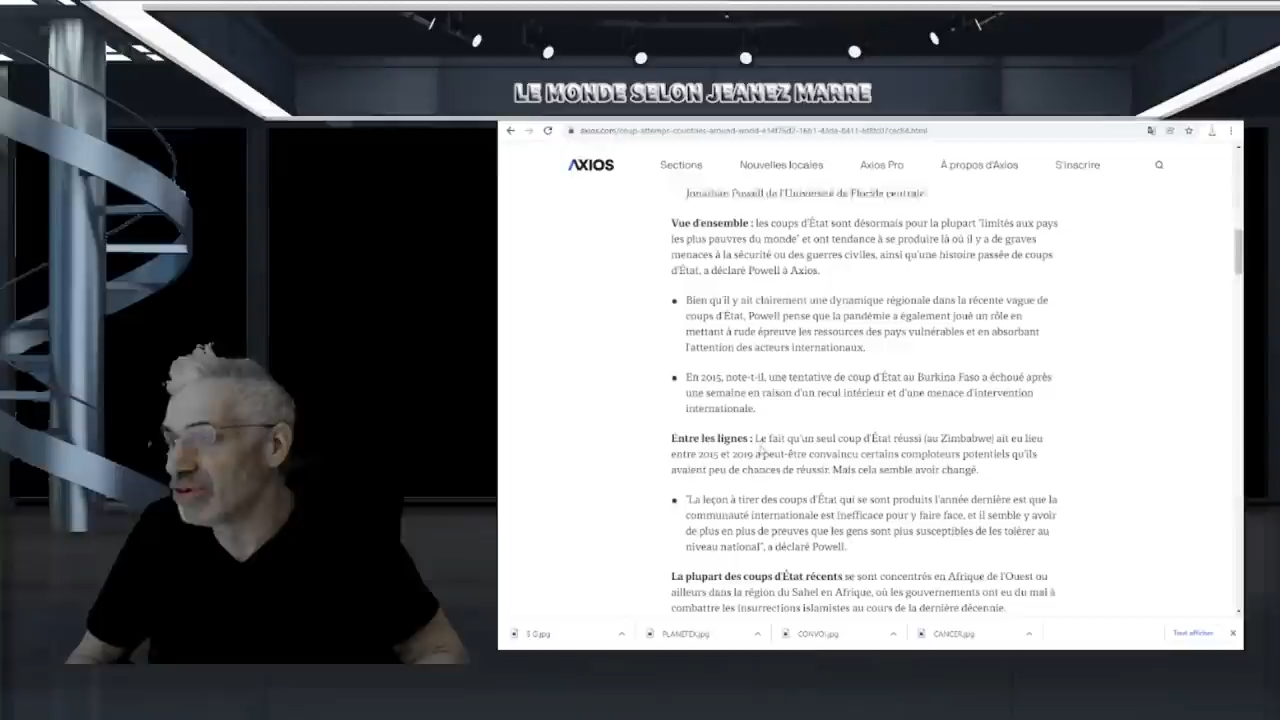 LE MONDE SELON JEANEZ MARRE
AXIOS
Sections
Nouvelles locales
Axios Pro
À propos d'Axios
S'inscrire
Jonathan Powell de l'Université de Floride centrale
Vue d'ensemble : les coups d'État sont désormais pour la plupart "limités aux pays
les plus pauvres du monde" et ont tendance à se produire là où il y a de graves
menaces à la sécurité ou des guerres civiles, ainsi qu'une histoire passée de coups
d'État, a déclaré Powell à Axios.
• Bien qu'il y ait clairement une dynamique régionale dans la récente vague de
coups d'État, Powell pense que la pandémie a également joué un rôle en
mettant à rude épreuve les ressources des pays vulnérables et en absorbant
l'attention des acteurs internationaux.
• En 2015, note-t-il, une tentative de coup d'État au Burkina Faso a échoué après
une semaine en raison d'un recul intérieur et d'une menace d'intervention
internationale.
Entre les lignes : Le fait qu'un seul coup d'État réussi (au Zimbabwe) ait eu lieu
entre 2015 et 2019 a peut-être convaincu certains comploteurs potentiels qu'ils
avaient peu de chances de réussir. Mais cela semble avoir changé.
• "La leçon à tirer des coups d'État qui se sont produits l'année dernière est que la
communauté internationale est inefficace pour y faire face, et il semble y avoir
de plus en plus de preuves que les gens sont plus susceptibles de les tolérer au
niveau national", a déclaré Powell.
La plupart des coups d'État récents se sont concentrés en Afrique de l'Ouest ou
ailleurs dans la région du Sahel en Afrique, où les gouvernements ont eu du mal à
combattre les insurrections islamistes au cours de la dernière décennie.
5 G.jpg
CONVOI.jpg
CANCER.jpg
Tout afficher